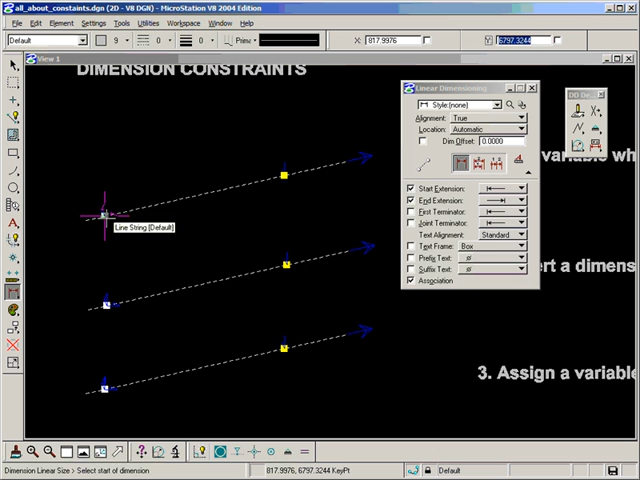 all_about_constaints.dgn (2D - V8 DGN) - MicroStation V8 2004 Edition
File Edit Element Settings Tools Utilities Workspace Window Help
Default 9 0 0 Prim X: 817.9976 Y: 6797.3244
View 1
DIMENSION CONSTRAINTS
Linear Dimensioning
Style:(none)
Alignment: True
Location: Automatic
Dim Offset: 0.0000
Start Extension:
End Extension:
First Terminator:
Joint Terminator:
Text Alignment: Standard
Text Frame: Box
Prefix Text:
Suffix Text:
Association
DD De...
variable wh
ert a dimens
3. Assign a variable
Line String [Default]
Dimension Linear Size > Select start of dimension
817.9976, 6797.3244 KeyPt
Default